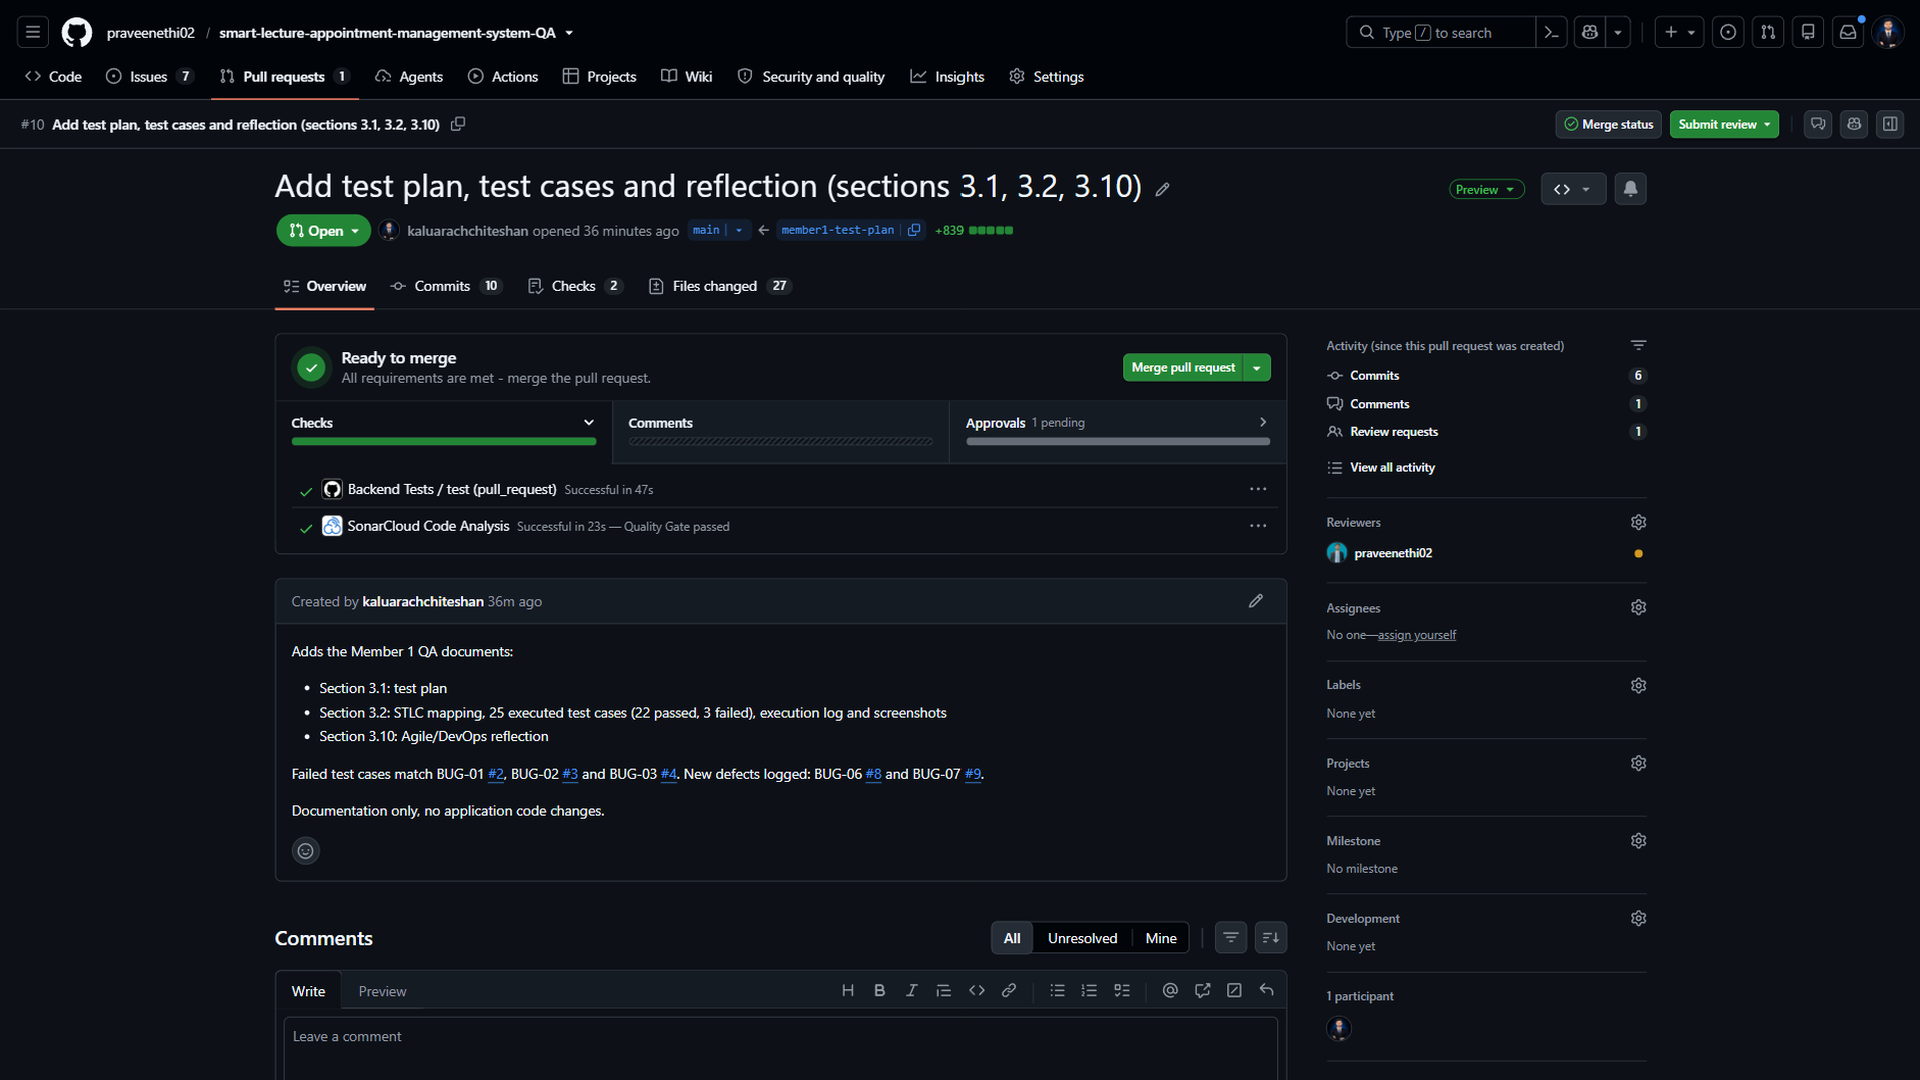 praveenethi02 / smart-lecture-appointment-management-system-QA
Type / to search
Code
Issues 7
Pull requests 1
Agents
Actions
Projects
Wiki
Security and quality
Insights
Settings
#10 Add test plan, test cases and reflection (sections 3.1, 3.2, 3.10)
Merge status
Submit review
Add test plan, test cases and reflection (sections 3.1, 3.2, 3.10)
Preview
Open
kaluarachchiteshan opened 36 minutes ago
main
member1-test-plan
+839
Overview
Commits 10
Checks 2
Files changed 27
Ready to merge
All requirements are met - merge the pull request.
Merge pull request
Checks
Comments
Approvals 1 pending
Backend Tests / test (pull_request) Successful in 47s
SonarCloud Code Analysis Successful in 23s — Quality Gate passed
Created by kaluarachchiteshan 36m ago
Adds the Member 1 QA documents:
• Section 3.1: test plan
• Section 3.2: STLC mapping, 25 executed test cases (22 passed, 3 failed), execution log and screenshots
• Section 3.10: Agile/DevOps reflection
Failed test cases match BUG-01 #2, BUG-02 #3 and BUG-03 #4. New defects logged: BUG-06 #8 and BUG-07 #9.
Documentation only, no application code changes.
Comments
All
Unresolved
Mine
Write
Preview
Leave a comment
Activity (since this pull request was created)
Commits 6
Comments 1
Review requests 1
View all activity
Reviewers
praveenethi02
Assignees
No one—assign yourself
Labels
None yet
Projects
None yet
Milestone
No milestone
Development
None yet
1 participant